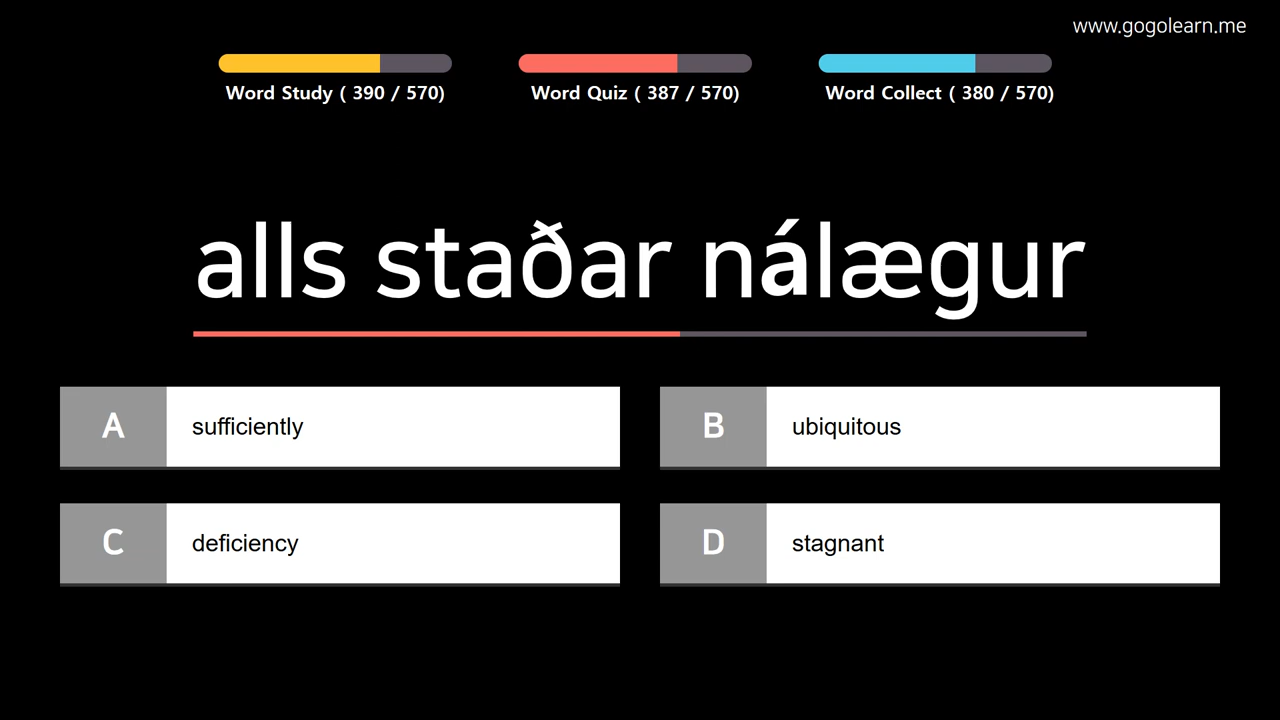 www.gogolearn.me
Word Study ( 390 / 570)
Word Quiz ( 387 / 570)
Word Collect ( 380 / 570)
alls staðar nálægur
A sufficiently
B ubiquitous
C deficiency
D stagnant